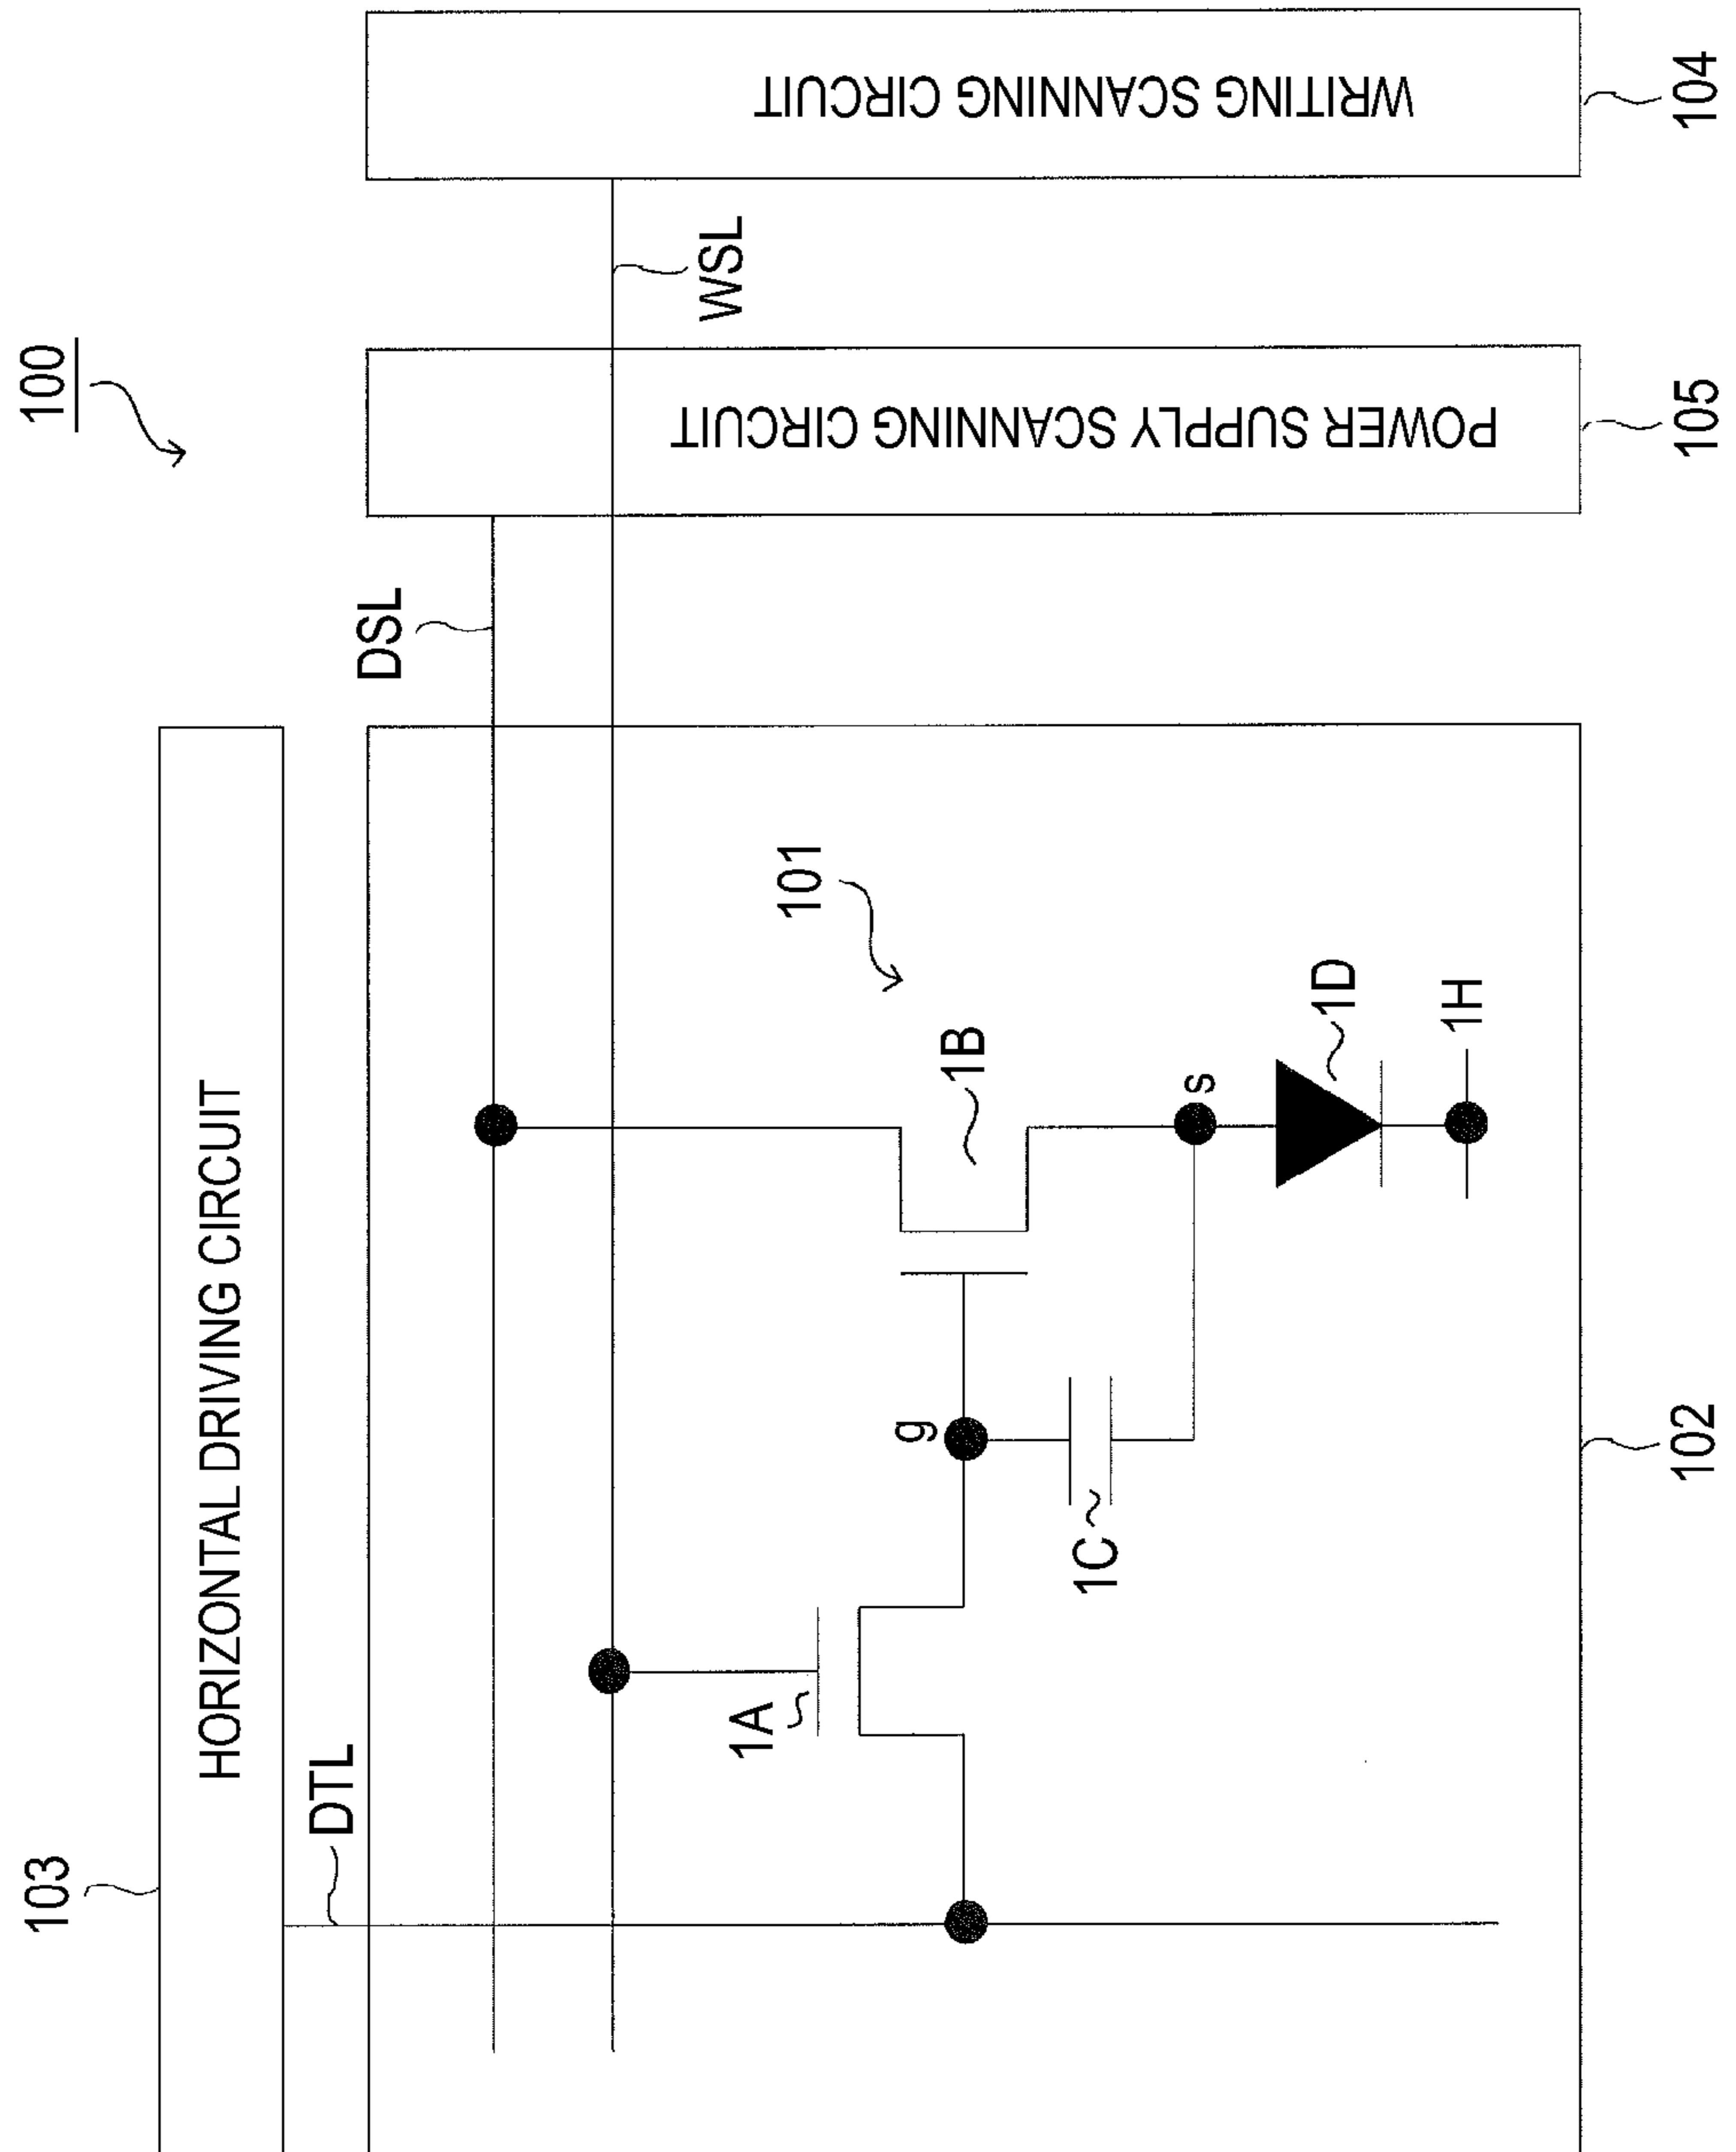 100
103
HORIZONTAL DRIVING CIRCUIT
DTL
DSL
WSL
101
1A
1B
g
1C
s
1D
1H
POWER SUPPLY SCANNING CIRCUIT
WRITING SCANNING CIRCUIT
102
105
104